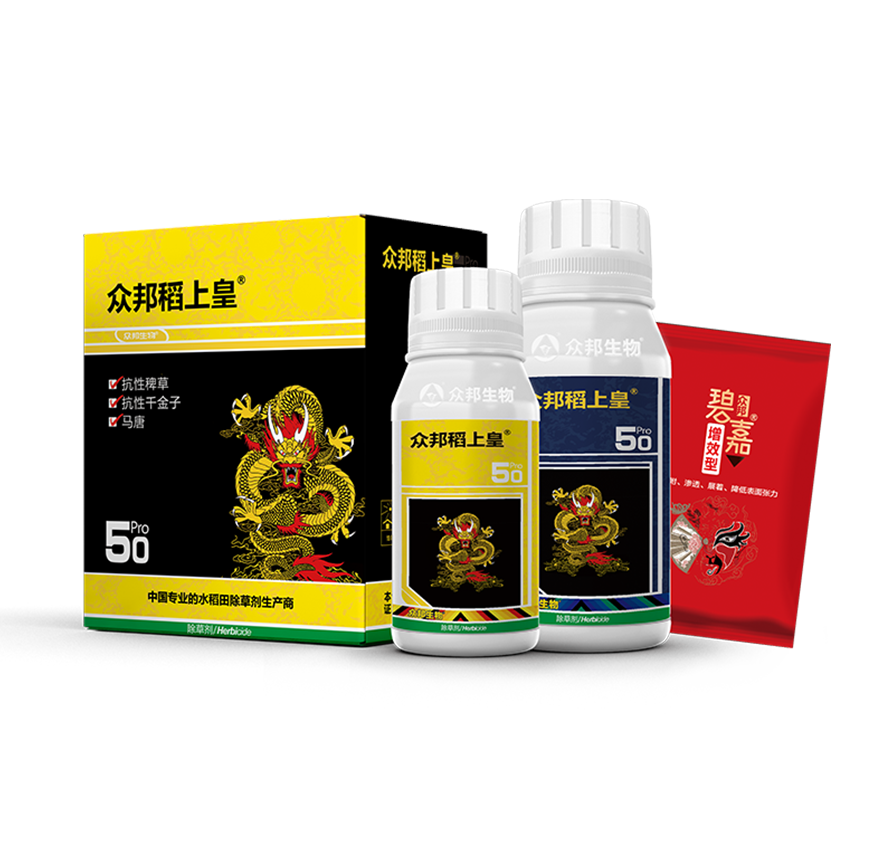 众邦稻上皇®
众邦生物®
抗性稗草
抗性千金子
马唐
50 Pro
中国专业的水稻田除草剂生产商
除草剂/Herbicide
众邦稻上皇®
众邦生物®
众邦稻上皇®
50 Pro
众邦生物
除草剂/Herbicide
众邦生物®
众邦稻上皇®
50 Pro
生物
除草剂/Herbicide
众邦
碧嘉®
增效型
、渗透、展着、降低表面张力